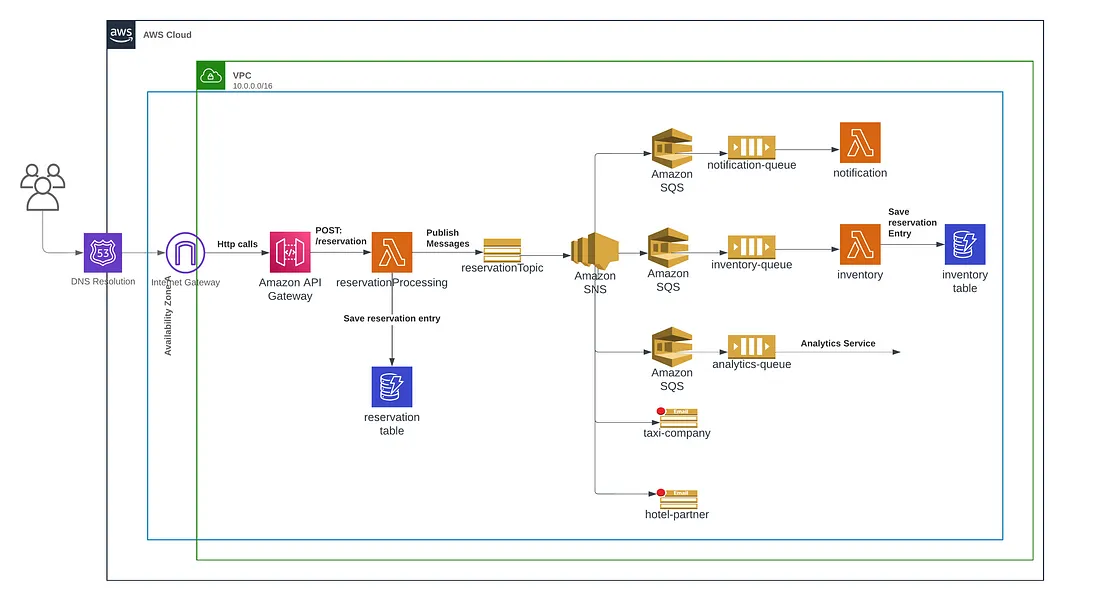 aws
AWS Cloud
VPC
10.0.0.0/16
53
DNS Resolution
Internet Gateway
Availability Zone A
Http calls
Amazon API
Gateway
POST:
/reservation
reservationProcessing
Save reservation entry
reservation
table
Publish
Messages
reservationTopic
Amazon
SNS
Amazon
SQS
notification-queue
notification
Amazon
SQS
inventory-queue
inventory
Save
reservation
Entry
inventory
table
Amazon
SQS
analytics-queue
Analytics Service
Email
taxi-company
Email
hotel-partner